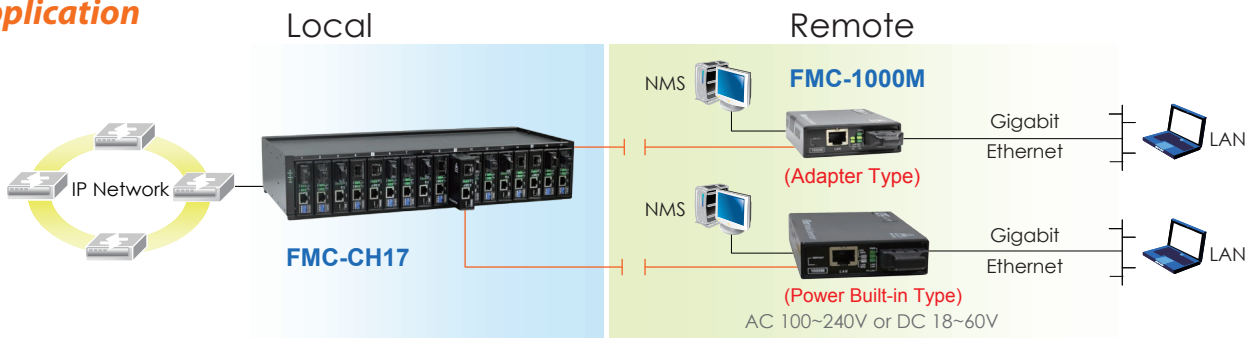 Local
Remote
NMS
FMC-1000M
Gigabit
Ethernet
LAN
(Adapter Type)
IP Network
FMC-CH17
NMS
Gigabit
Ethernet
LAN
(Power Built-in Type)
AC 100~240V or DC 18~60V